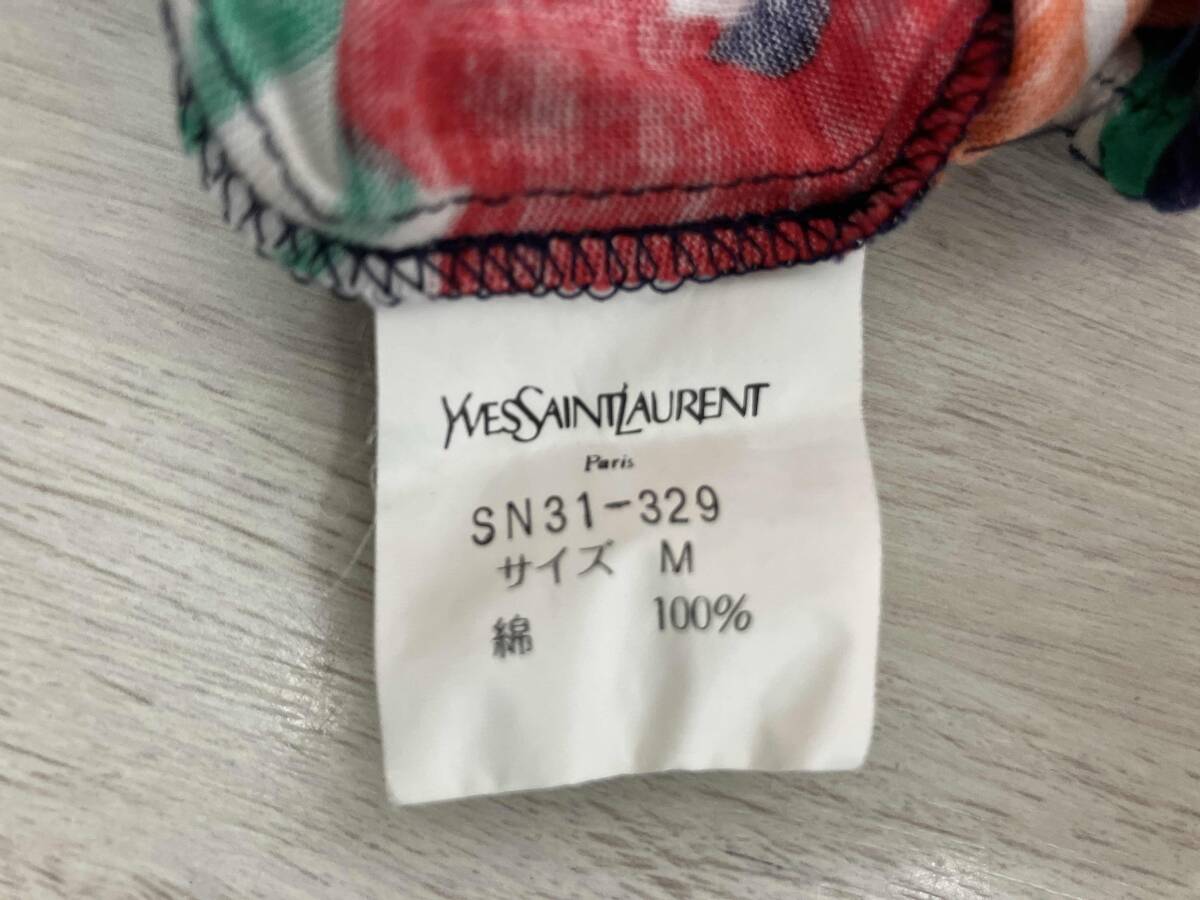 YVESSAINTLAURENT
Paris
SN31-329
サイズ M
綿 100%